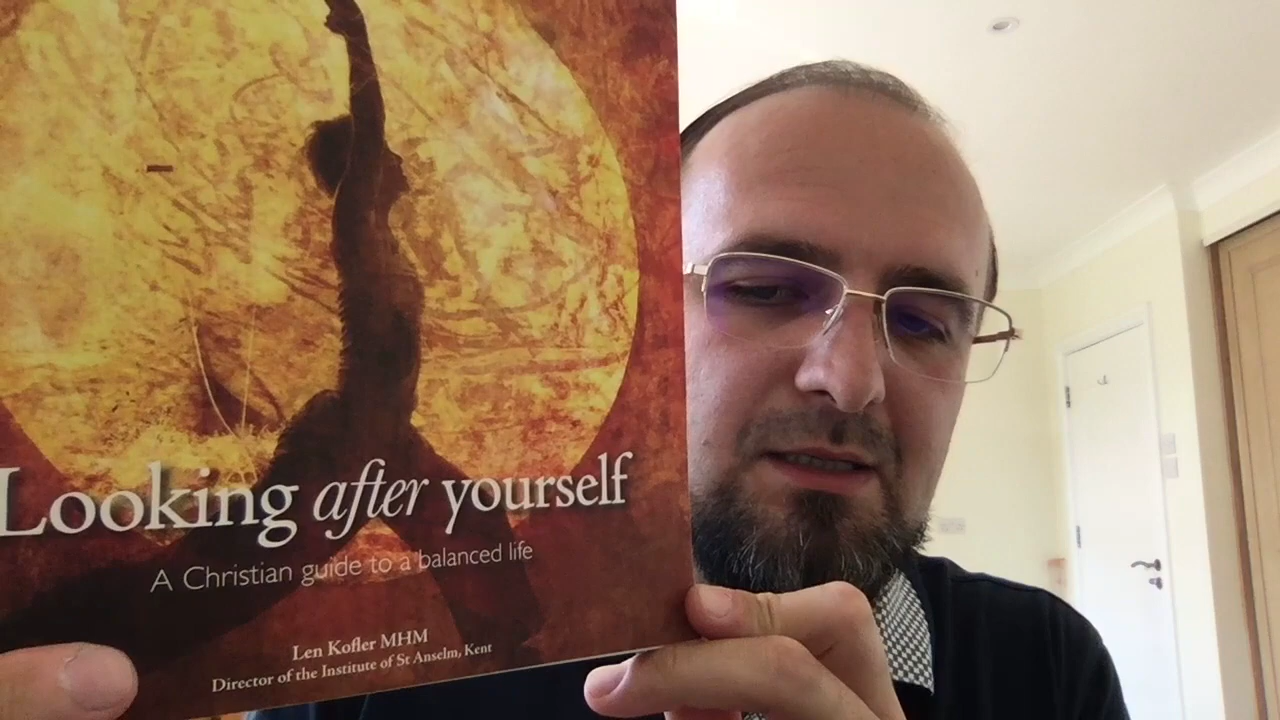 Looking after yourself
A Christian guide to a balanced life
Len Kofler MHM
Director of the Institute of St Anselm, Kent